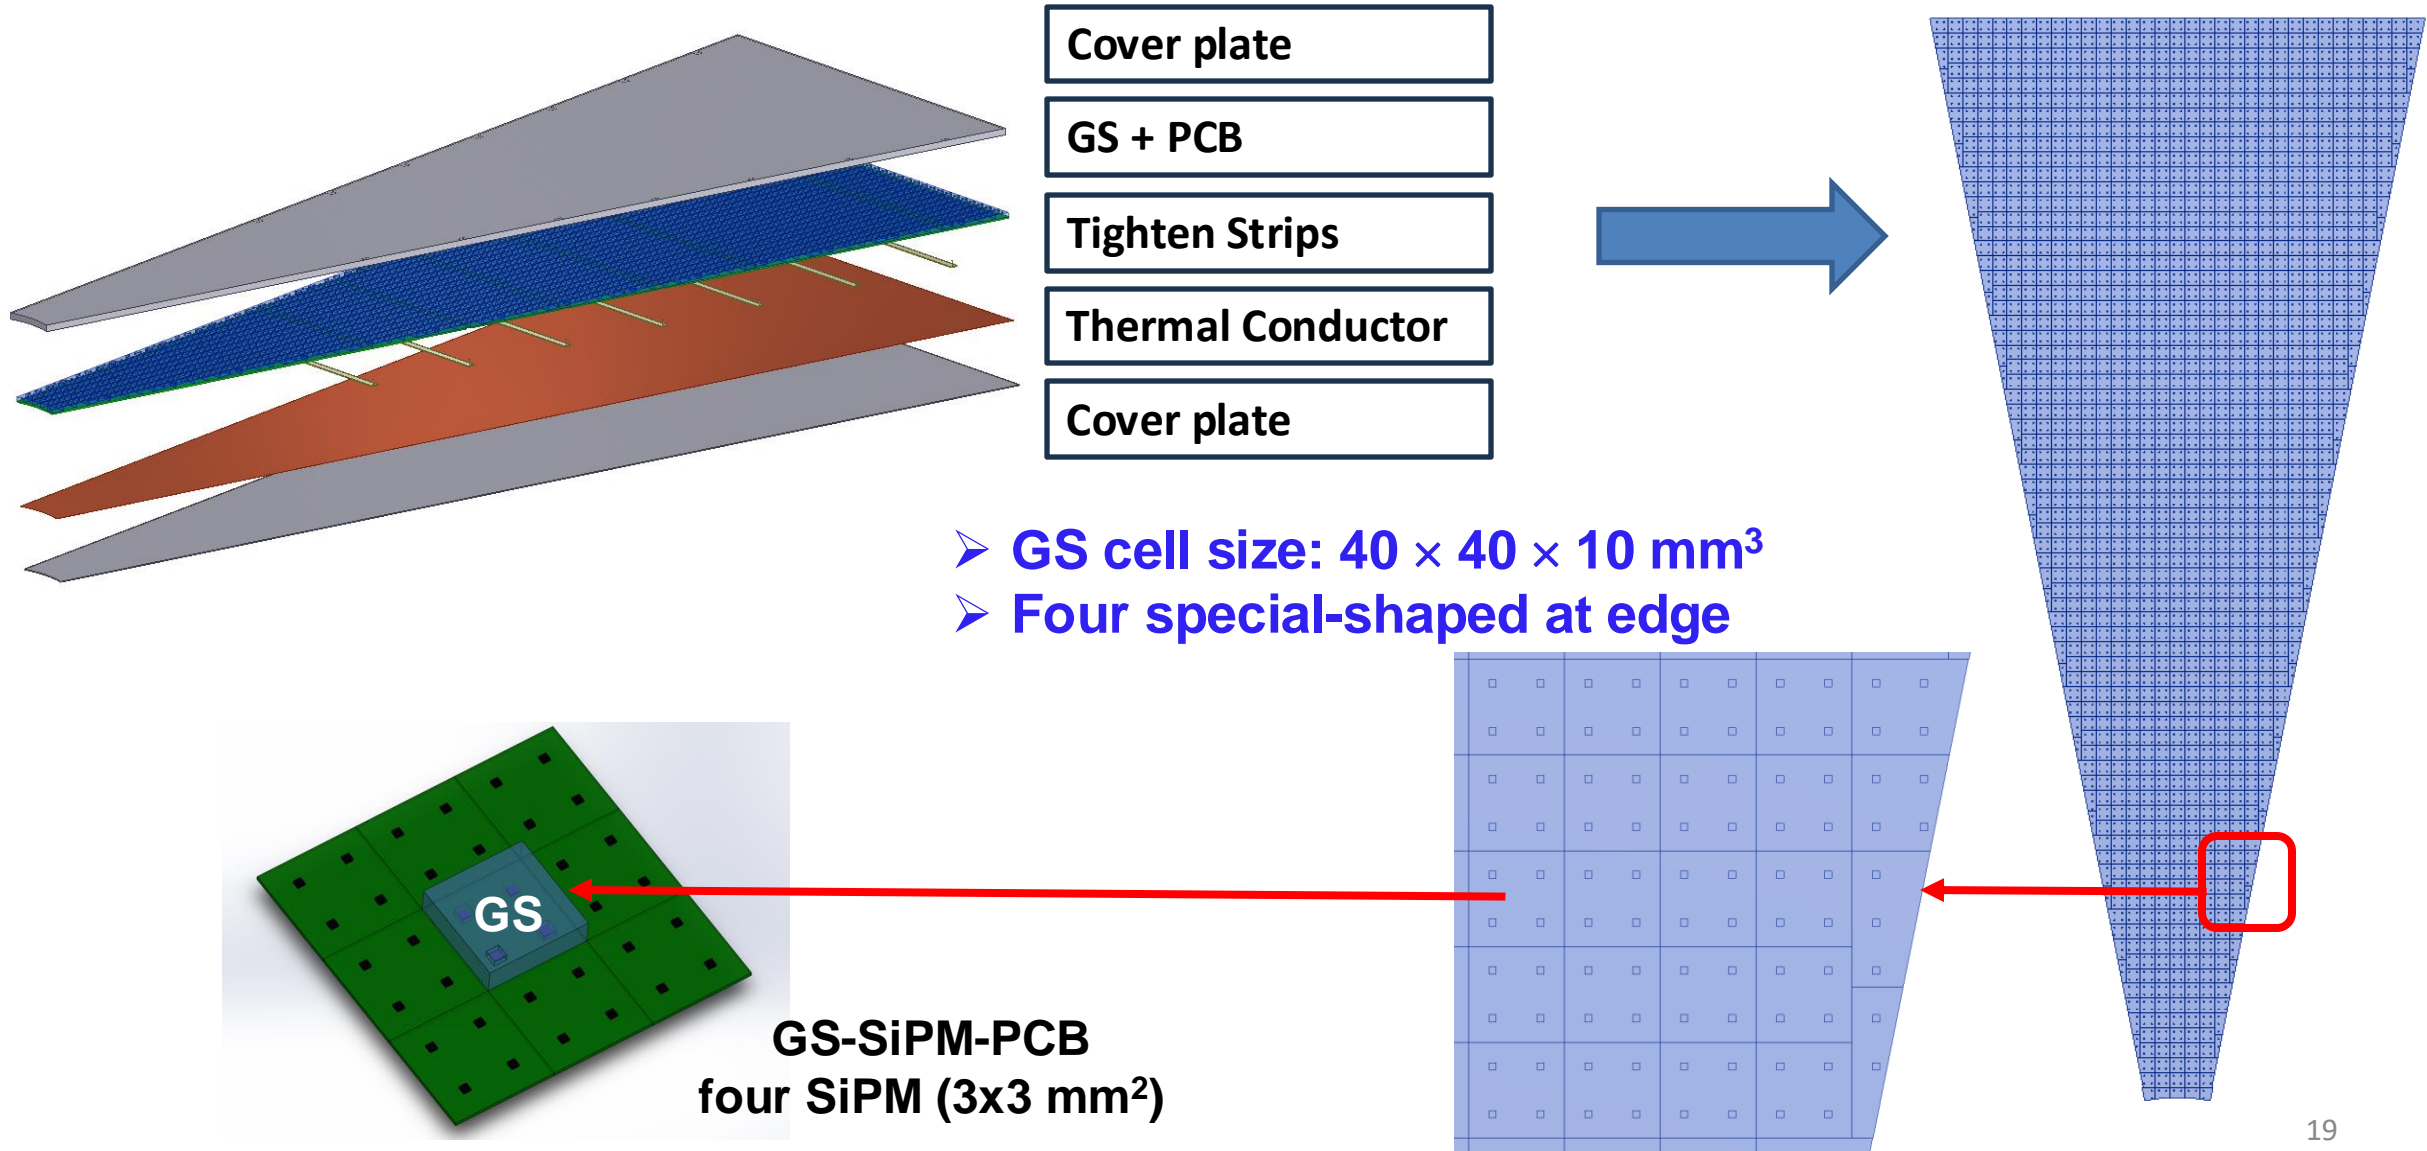 Cover plate
GS + PCB
Tighten Strips
Thermal Conductor
Cover plate
➢ GS cell size: 40 × 40 × 10 mm³
➢ Four special-shaped at edge
GS
GS-SiPM-PCB
four SiPM (3x3 mm²)
19